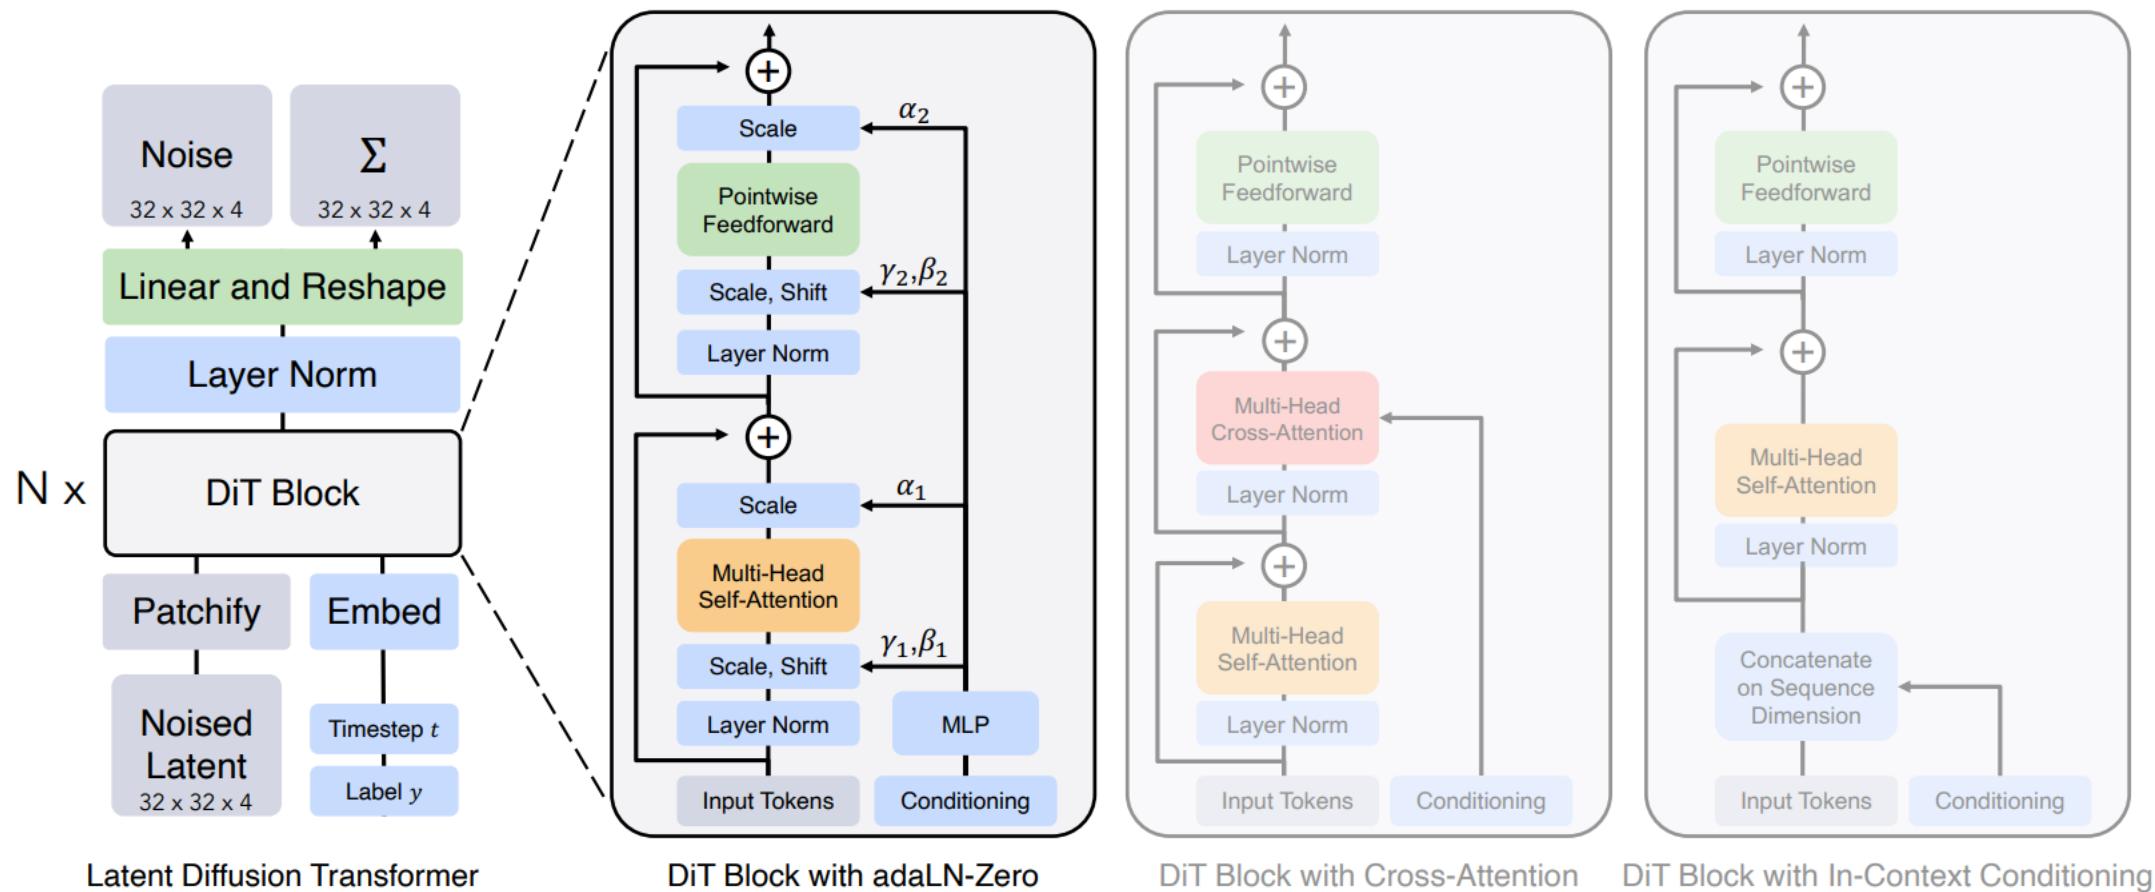 Noise
32 x 32 x 4
Σ
32 x 32 x 4
Linear and Reshape
Layer Norm
N x
DiT Block
Patchify
Embed
Noised
Latent
32 x 32 x 4
Timestep t
Label y
Latent Diffusion Transformer
+
α₂
Scale
Pointwise
Feedforward
γ₂,β₂
Scale, Shift
Layer Norm
+
α₁
Scale
Multi-Head
Self-Attention
γ₁,β₁
Scale, Shift
Layer Norm
MLP
Input Tokens
Conditioning
DiT Block with adaLN-Zero
+
Pointwise
Feedforward
Layer Norm
+
Multi-Head
Cross-Attention
Layer Norm
+
Multi-Head
Self-Attention
Layer Norm
Input Tokens
Conditioning
DiT Block with Cross-Attention
+
Pointwise
Feedforward
Layer Norm
+
Multi-Head
Self-Attention
Layer Norm
Concatenate
on Sequence
Dimension
Input Tokens
Conditioning
DiT Block with In-Context Conditioning